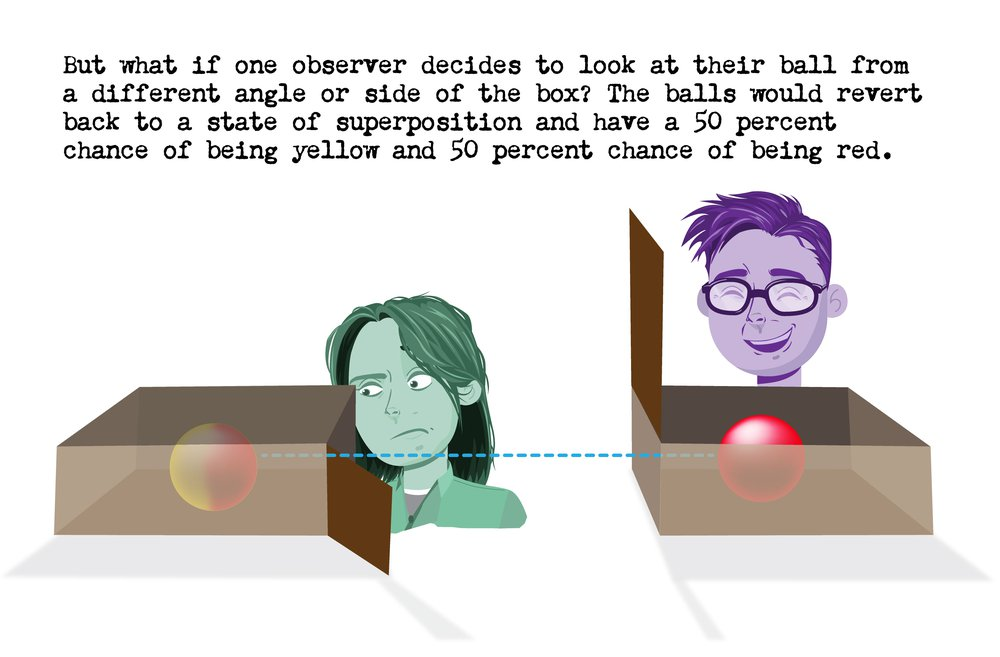 But what if one observer decides to look at their ball from
a different angle or side of the box? The balls would revert
back to a state of superposition and have a 50 percent
chance of being yellow and 50 percent chance of being red.